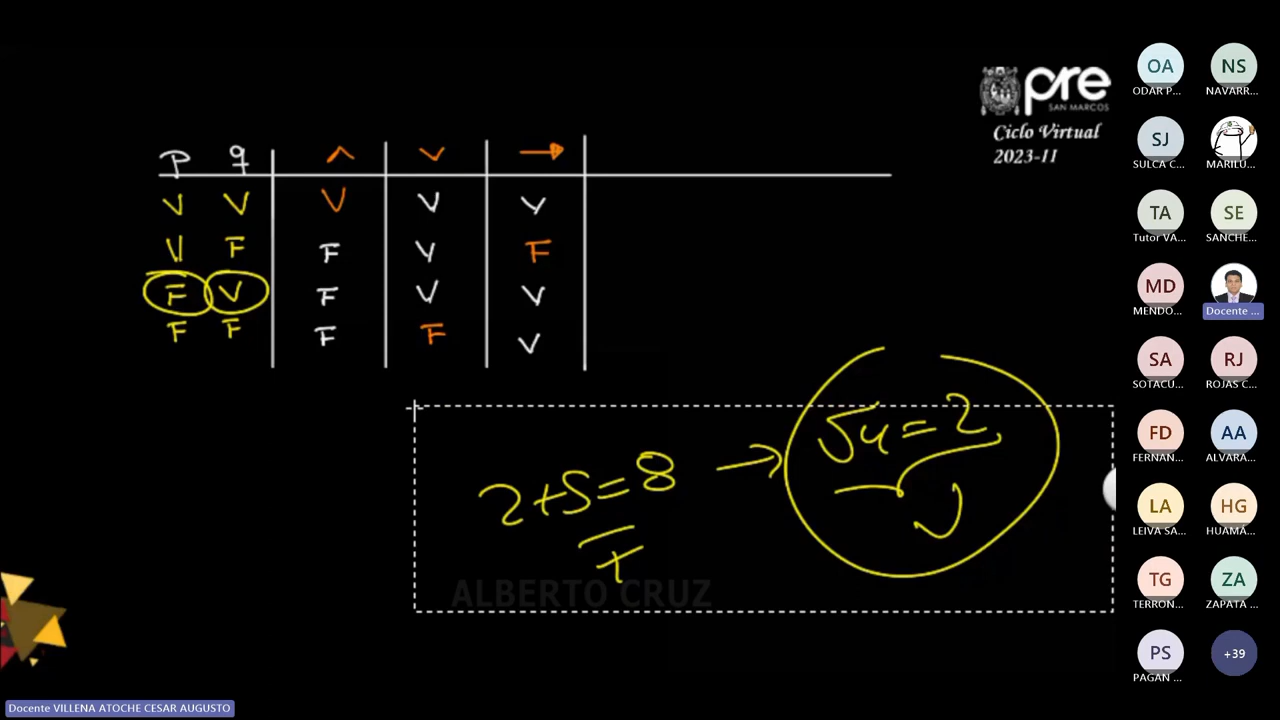 pre
SAN MARCOS
Ciclo Virtual
2023-II
p q ∧ ∨ →
V V V V V
V F F V F
F V F V V
F F F F V
2+5=8 → √4=2
F V
ALBERTO CRUZ
OA NS
ODAR P... NAVARR...
SJ
SULCA C... MARILÚ...
TA SE
Tutor VA... SANCHE...
MD
MENDO... Docente ...
SA RJ
SOTACU... ROJAS C...
FD AA
FERNAN... ALVARA...
LA HG
LEIVA SA... HUAMÁ...
TG ZA
TERRON... ZAPATA ...
PS +39
PAGAN ...
Docente VILLENA ATOCHE CESAR AUGUSTO